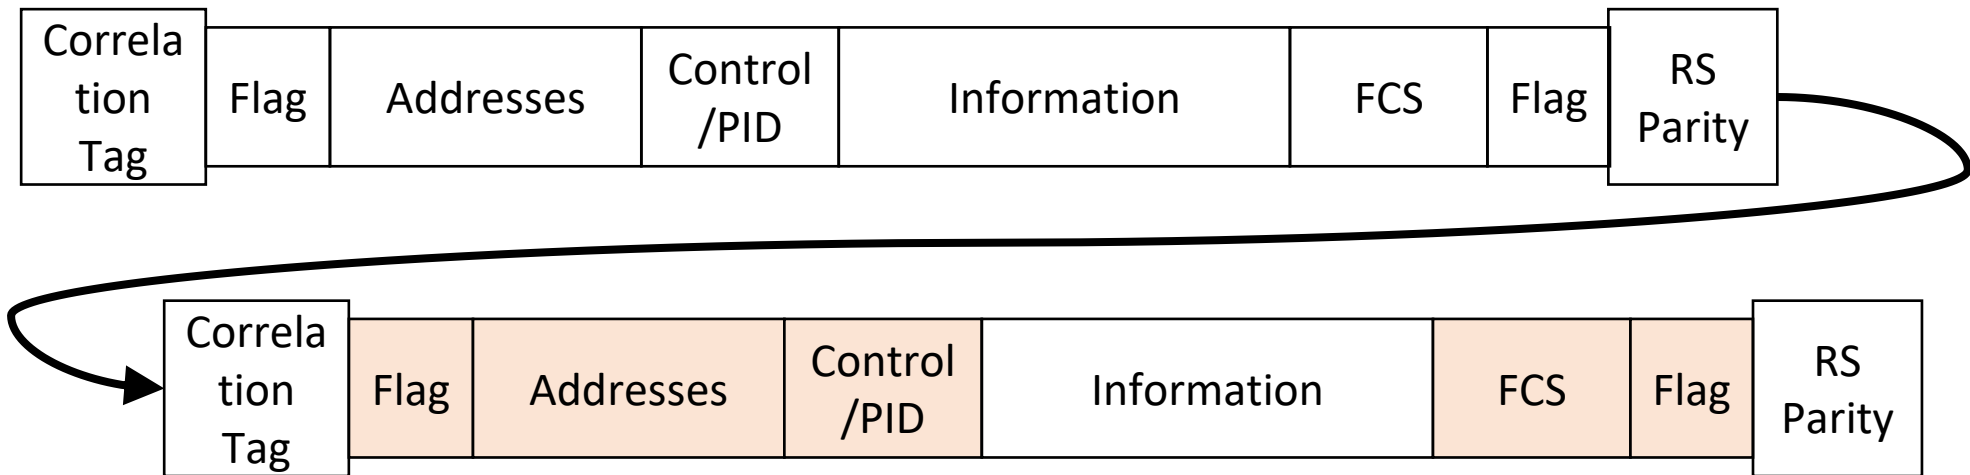 Correla
tion
Tag
Flag
Addresses
Control
/PID
Information
FCS
Flag
RS
Parity
Correla
tion
Tag
Flag
Addresses
Control
/PID
Information
FCS
Flag
RS
Parity